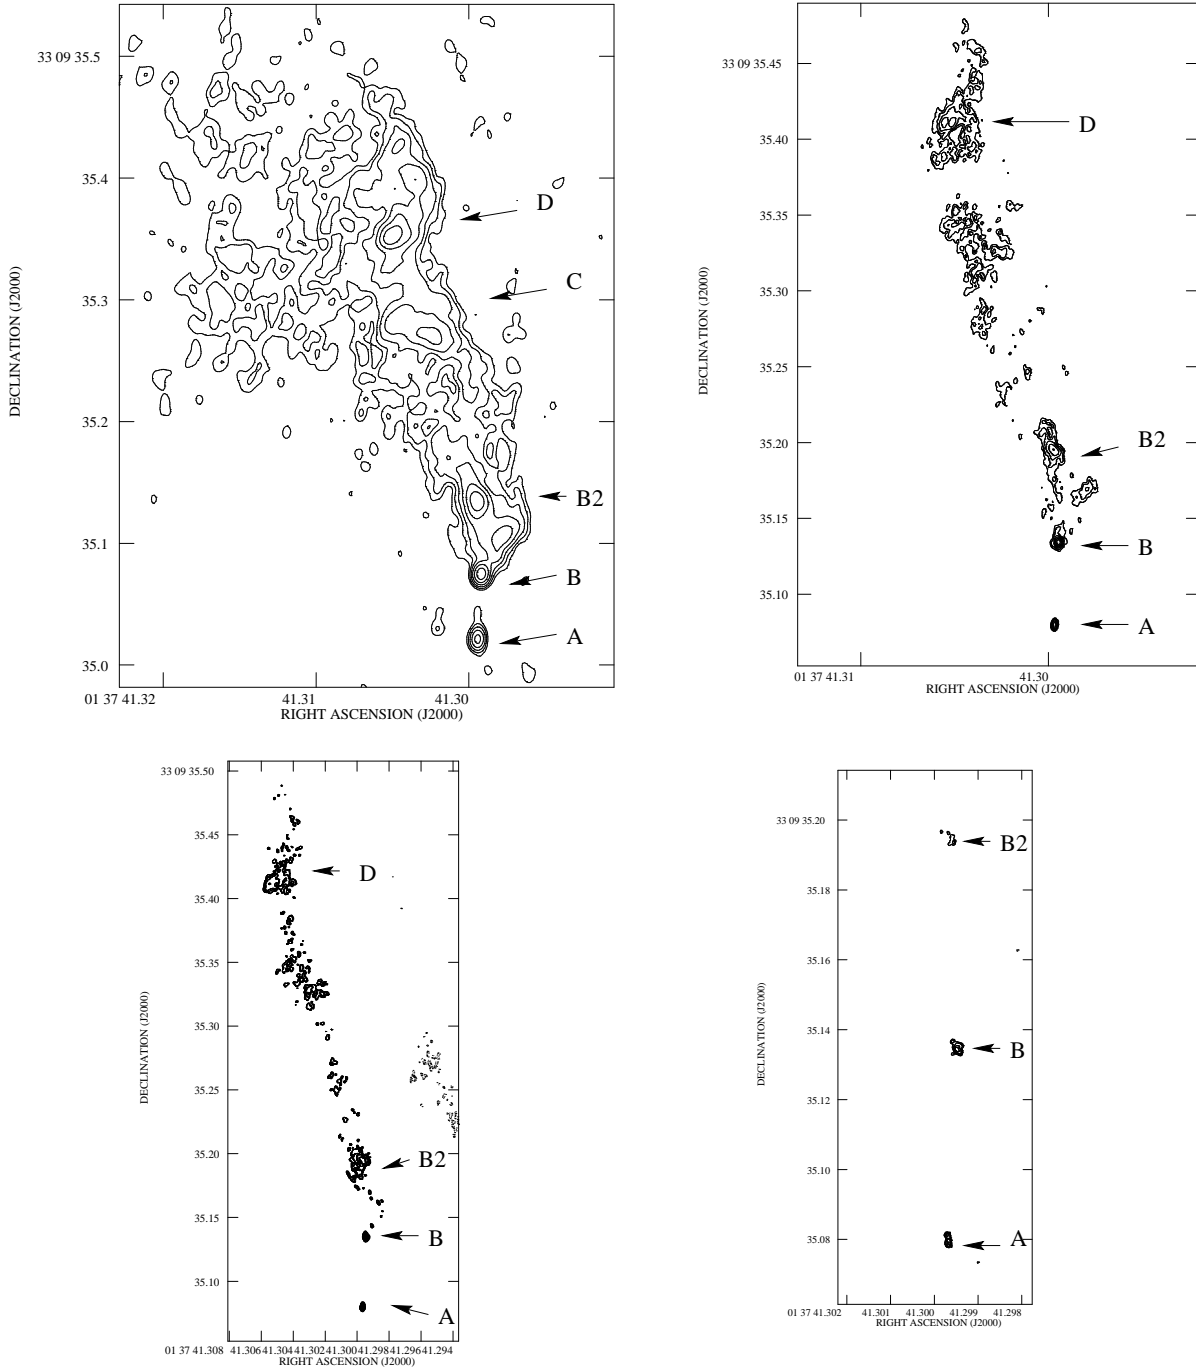 33 09 35.5
35.4
35.3
35.2
35.1
35.0
DECLINATION (J2000)
D
C
B2
B
A
01 37 41.32
41.31
41.30
RIGHT ASCENSION (J2000)
33 09 35.45
35.40
35.35
35.30
35.25
35.20
35.15
35.10
DECLINATION (J2000)
D
B2
B
A
01 37 41.31
41.30
RIGHT ASCENSION (J2000)
33 09 35.50
35.45
35.40
35.35
35.30
35.25
35.20
35.15
35.10
DECLINATION (J2000)
D
B2
B
A
01 37 41.308 41.306 41.304 41.302 41.300 41.298 41.296 41.294
RIGHT ASCENSION (J2000)
33 09 35.20
35.18
35.16
35.14
35.12
35.10
35.08
DECLINATION (J2000)
B2
B
A
01 37 41.302 41.301 41.300 41.299 41.298
RIGHT ASCENSION (J2000)